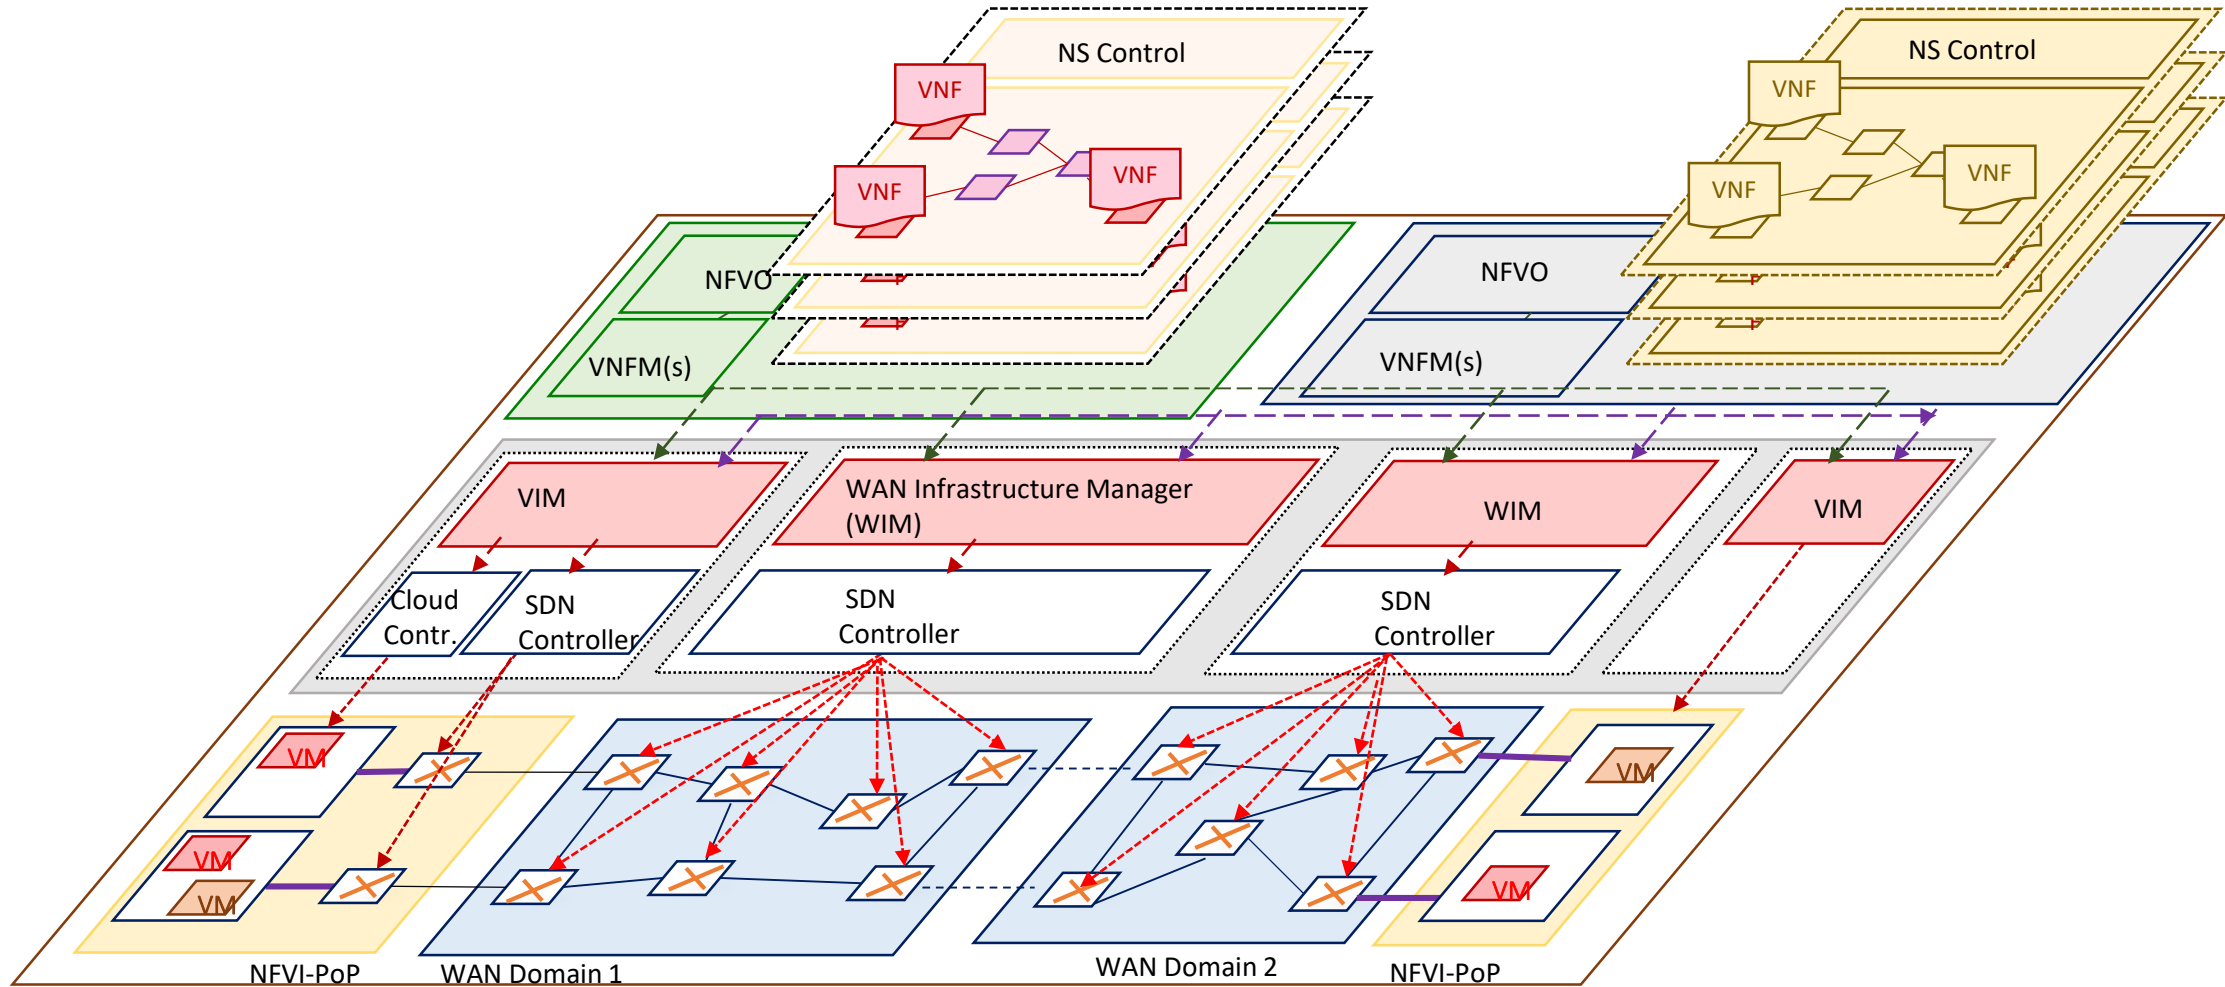 NS Control
NS Control
VNF
VNF
VNF
VNF
VNF
VNF
NFVO
NFVO
VNFM(s)
VNFM(s)
VIM
WAN Infrastructure Manager
(WIM)
WIM
VIM
Cloud
Contr.
SDN
Controller
SDN
Controller
SDN
Controller
VM
VM
VM
VM
VM
NFVI-PoP
WAN Domain 1
WAN Domain 2
NFVI-PoP